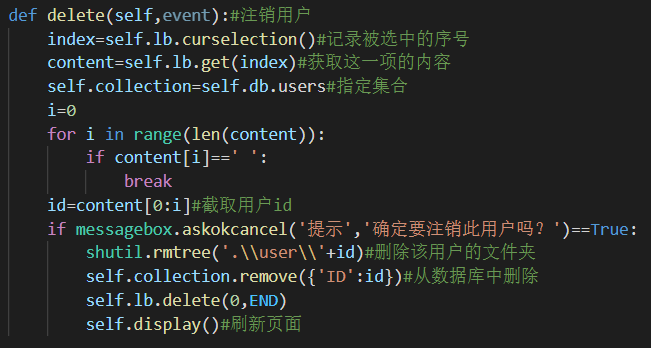 def delete(self,event):#注销用户
index=self.lb.curselection()#记录被选中的序号
content=self.lb.get(index)#获取这一项的内容
self.collection=self.db.users#指定集合
i=0
for i in range(len(content)):
if content[i]==' ':
break
id=content[0:i]#截取用户id
if messagebox.askokcancel('提示','确定要注销此用户吗？')==True:
shutil.rmtree('.\\user\\'+id)#删除该用户的文件夹
self.collection.remove({'ID':id})#从数据库中删除
self.lb.delete(0,END)
self.display()#刷新页面